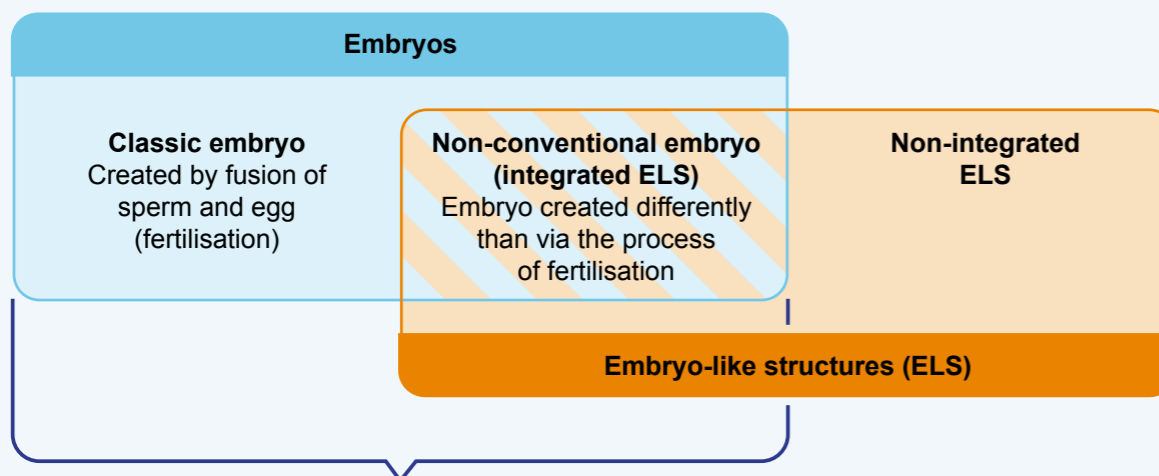 Embryos
Classic embryo
Created by fusion of
sperm and egg
(fertilisation)
Non-conventional embryo
(integrated ELS)
Embryo created differently
than via the process
of fertilisation
Non-integrated
ELS
Embryo-like structures (ELS)